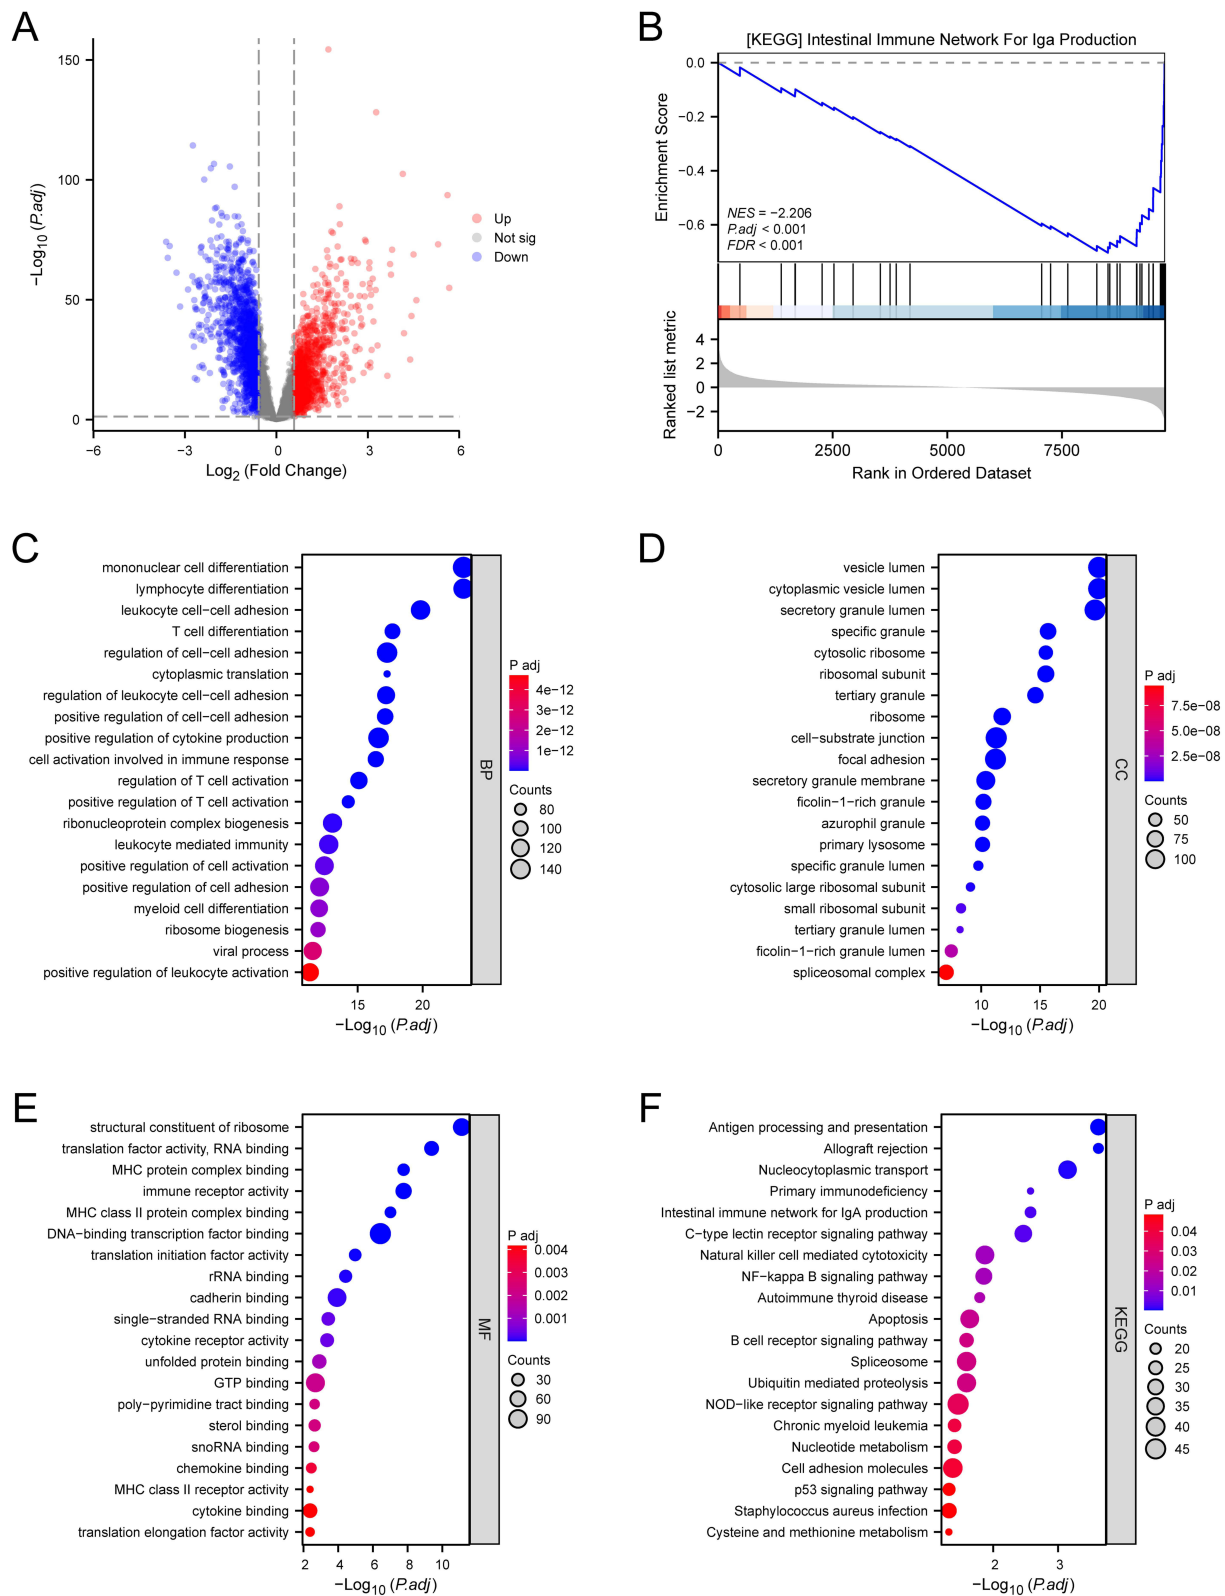 A
150
100
50
0
−Log10 (P.adj)
−6
−3
0
3
6
Log2 (Fold Change)
Up
Not sig
Down
B
[KEGG] Intestinal Immune Network For Iga Production
0.0
−0.2
−0.4
−0.6
Enrichment Score
NES = −2.206
P.adj < 0.001
FDR < 0.001
4
2
0
−2
Ranked list metric
0
2500
5000
7500
Rank in Ordered Dataset
C
mononuclear cell differentiation
lymphocyte differentiation
leukocyte cell−cell adhesion
T cell differentiation
regulation of cell−cell adhesion
cytoplasmic translation
regulation of leukocyte cell−cell adhesion
positive regulation of cell−cell adhesion
positive regulation of cytokine production
cell activation involved in immune response
regulation of T cell activation
positive regulation of T cell activation
ribonucleoprotein complex biogenesis
leukocyte mediated immunity
positive regulation of cell activation
positive regulation of cell adhesion
myeloid cell differentiation
ribosome biogenesis
viral process
positive regulation of leukocyte activation
15
20
−Log10 (P.adj)
BP
P adj
4e−12
3e−12
2e−12
1e−12
Counts
80
100
120
140
D
vesicle lumen
cytoplasmic vesicle lumen
secretory granule lumen
specific granule
cytosolic ribosome
ribosomal subunit
tertiary granule
ribosome
cell−substrate junction
focal adhesion
secretory granule membrane
ficolin−1−rich granule
azurophil granule
primary lysosome
specific granule lumen
cytosolic large ribosomal subunit
small ribosomal subunit
tertiary granule lumen
ficolin−1−rich granule lumen
spliceosomal complex
10
15
20
−Log10 (P.adj)
CC
P adj
7.5e−08
5.0e−08
2.5e−08
Counts
50
75
100
E
structural constituent of ribosome
translation factor activity, RNA binding
MHC protein complex binding
immune receptor activity
MHC class II protein complex binding
DNA−binding transcription factor binding
translation initiation factor activity
rRNA binding
cadherin binding
single−stranded RNA binding
cytokine receptor activity
unfolded protein binding
GTP binding
poly−pyrimidine tract binding
sterol binding
snoRNA binding
chemokine binding
MHC class II receptor activity
cytokine binding
translation elongation factor activity
2
4
6
8
10
−Log10 (P.adj)
MF
P adj
0.004
0.003
0.002
0.001
Counts
30
60
90
F
Antigen processing and presentation
Allograft rejection
Nucleocytoplasmic transport
Primary immunodeficiency
Intestinal immune network for IgA production
C−type lectin receptor signaling pathway
Natural killer cell mediated cytotoxicity
NF−kappa B signaling pathway
Autoimmune thyroid disease
Apoptosis
B cell receptor signaling pathway
Spliceosome
Ubiquitin mediated proteolysis
NOD−like receptor signaling pathway
Chronic myeloid leukemia
Nucleotide metabolism
Cell adhesion molecules
p53 signaling pathway
Staphylococcus aureus infection
Cysteine and methionine metabolism
2
3
−Log10 (P.adj)
KEGG
P adj
0.04
0.03
0.02
0.01
Counts
20
25
30
35
40
45